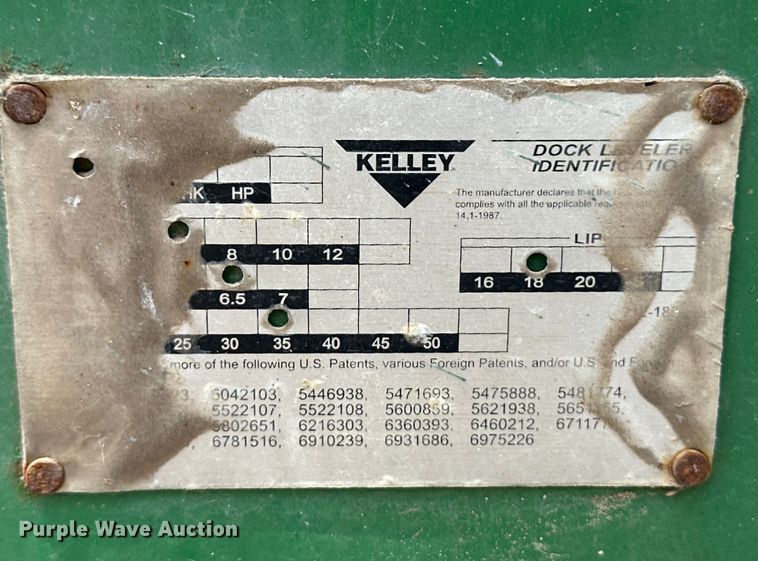 KELLEY
DOCK LEVELER
IDENTIFICATION
HK HP
The manufacturer declares that the
complies with all the applicable
14.1-1987.
8 10 12
LIP
16 18 20
6.5 7
25 30 35 40 45 50
more of the following U.S. Patents, various Foreign Patents, and/or U.S. and
5042103, 5446938, 5471693, 5475888,
5522107, 5522108, 5600859, 5621938,
5802651, 6216303, 6360393, 6460212,
6781516, 6910239, 6931686, 6975226
Purple Wave Auction